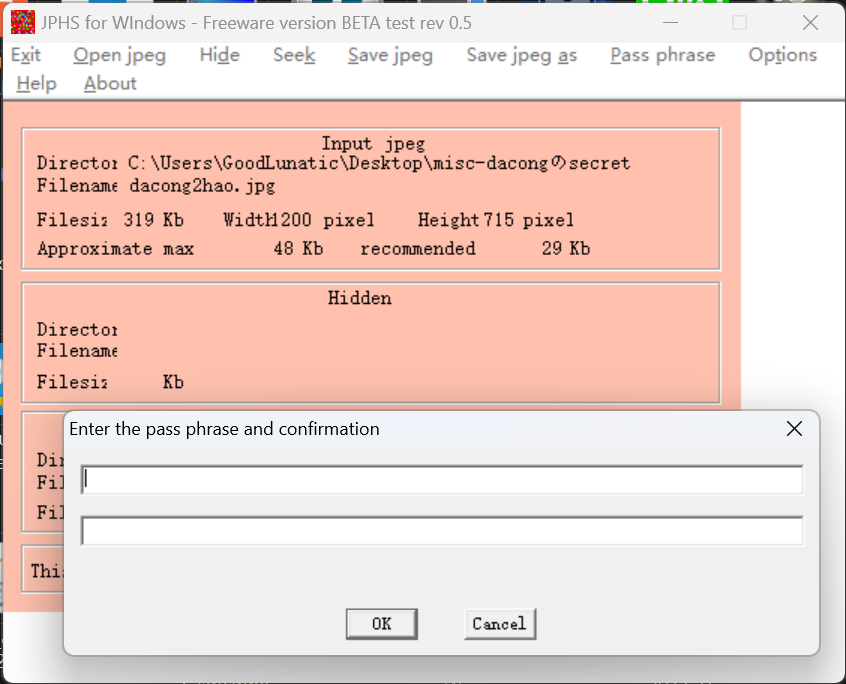 JPHS for WIndows - Freeware version BETA test rev 0.5
Exit Open jpeg Hide Seek Save jpeg Save jpeg as Pass phrase Options
Help About
Input jpeg
Director C:\Users\GoodLunatic\Desktop\misc-dacongのsecret
Filename dacong2hao.jpg
Filesiz 319 Kb Width 1200 pixel Height 715 pixel
Approximate max 48 Kb recommended 29 Kb
Hidden
Director
Filename
Filesiz Kb
Dir
Fil
Fil
This
Enter the pass phrase and confirmation
OK Cancel